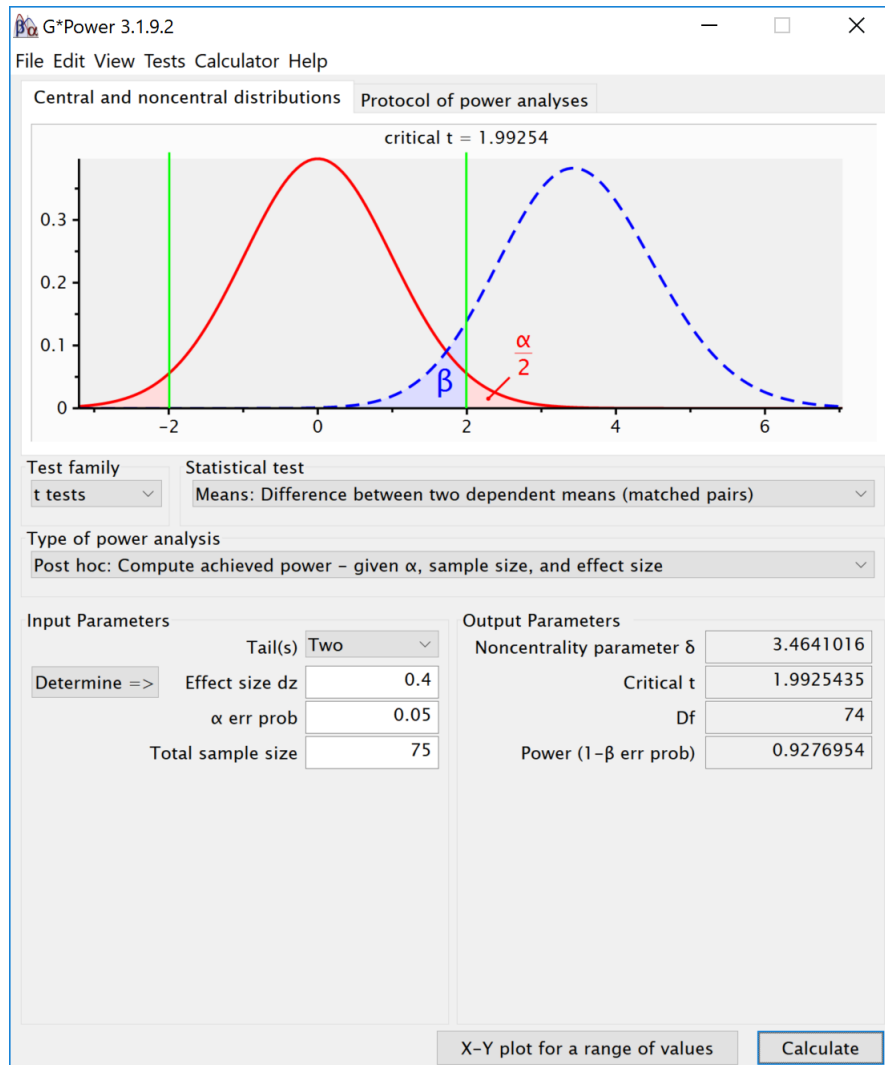 G*Power 3.1.9.2
File Edit View Tests Calculator Help
Central and noncentral distributions Protocol of power analyses
critical t = 1.99254
0.3
0.2
0.1
0
β
α
2
-2 0 2 4 6
Test family Statistical test
t tests Means: Difference between two dependent means (matched pairs)
Type of power analysis
Post hoc: Compute achieved power – given α, sample size, and effect size
Input Parameters Output Parameters
Tail(s) Two Noncentrality parameter δ 3.4641016
Determine => Effect size dz 0.4 Critical t 1.9925435
α err prob 0.05 Df 74
Total sample size 75 Power (1−β err prob) 0.9276954
X-Y plot for a range of values Calculate